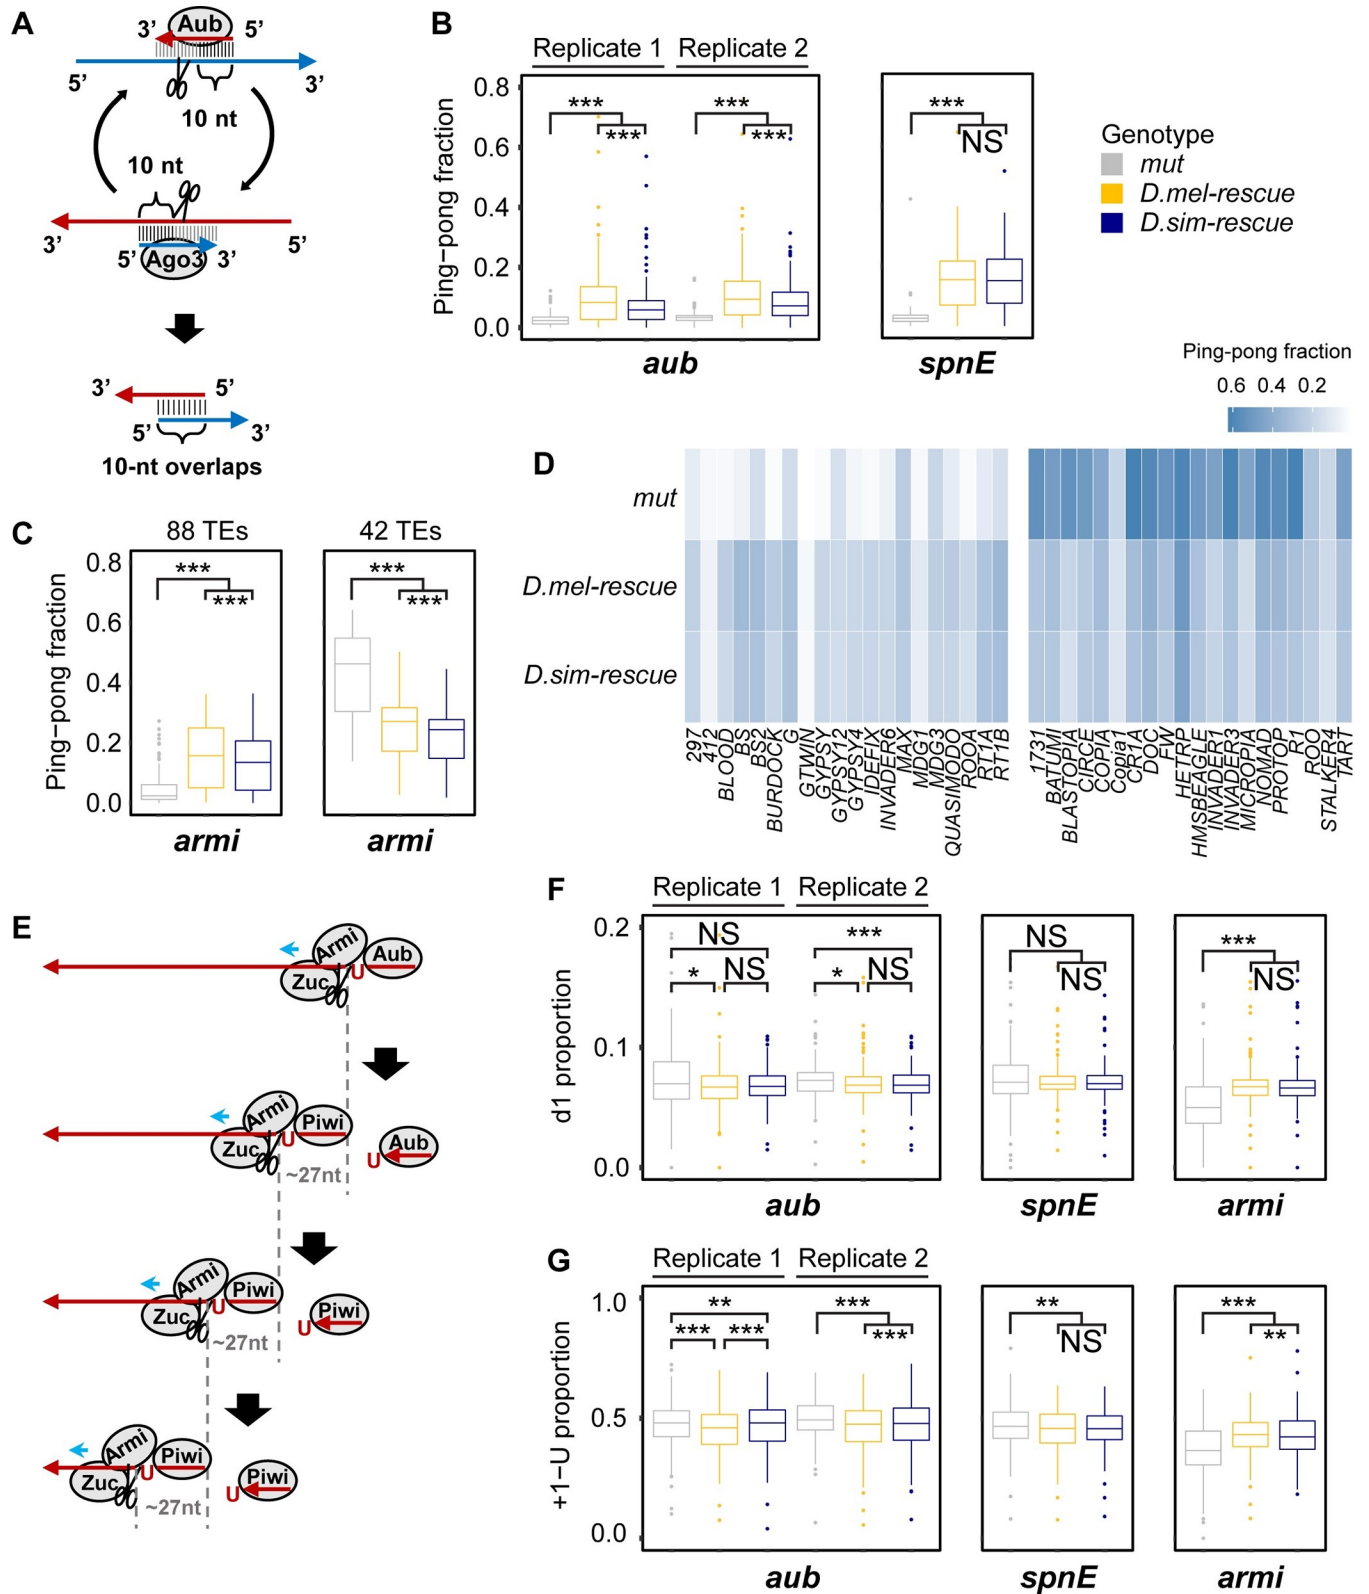 A
3’ Aub 5’
5’ 3’
10 nt
10 nt
3’ 5’
5’ Ago3 3’
3’ 5’
5’ 3’
10-nt overlaps
B
Replicate 1 Replicate 2
Ping−pong fraction
0.8
0.6
0.4
0.2
0.0
*** *** ***
*** *** NS
aub spnE
Genotype
mut
D.mel-rescue
D.sim-rescue
C
88 TEs 42 TEs
Ping−pong fraction
0.8
0.6
0.4
0.2
0.0
*** ***
*** ***
armi armi
D
Ping-pong fraction
0.6 0.4 0.2
mut
D.mel-rescue
D.sim-rescue
297
412
BLOOD
BS
BS2
BURDOCK
G
GTWIN
GYPSY
GYPSY12
GYPSY4
IDEFIX
INVADER6
MAX
MDG1
MDG3
QUASIMODO
ROOA
RT1A
RT1B
1731
BATUMI
BLASTOPIA
CIRCE
COPIA
Copia1
CR1A
DOC
FW
HETRP
HMSBEAGLE
INVADER1
INVADER3
MICROPIA
NOMAD
PROTOP
R1
ROO
STALKER4
TART
E
Armi Aub
Zuc U
Armi Piwi Aub
Zuc U U
~27nt
Armi Piwi Piwi
Zuc U U
~27nt
Armi Piwi Piwi
Zuc U U
~27nt
F
Replicate 1 Replicate 2
d1 proportion
0.2
0.1
0.0
NS *** NS ***
* NS * NS NS NS
aub spnE armi
G
Replicate 1 Replicate 2
+1−U proportion
1.0
0.5
0.0
** *** ** ***
*** *** *** NS **
aub spnE armi